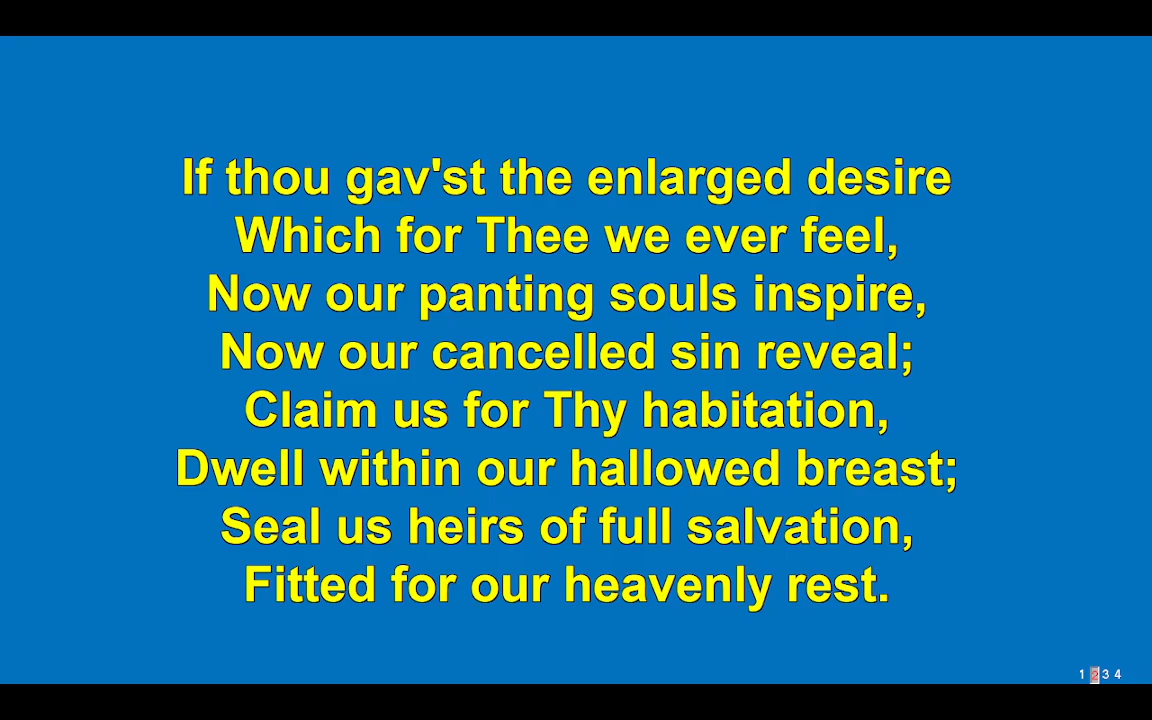 If thou gav'st the enlarged desire
Which for Thee we ever feel,
Now our panting souls inspire,
Now our cancelled sin reveal;
Claim us for Thy habitation,
Dwell within our hallowed breast;
Seal us heirs of full salvation,
Fitted for our heavenly rest.
1 2 3 4